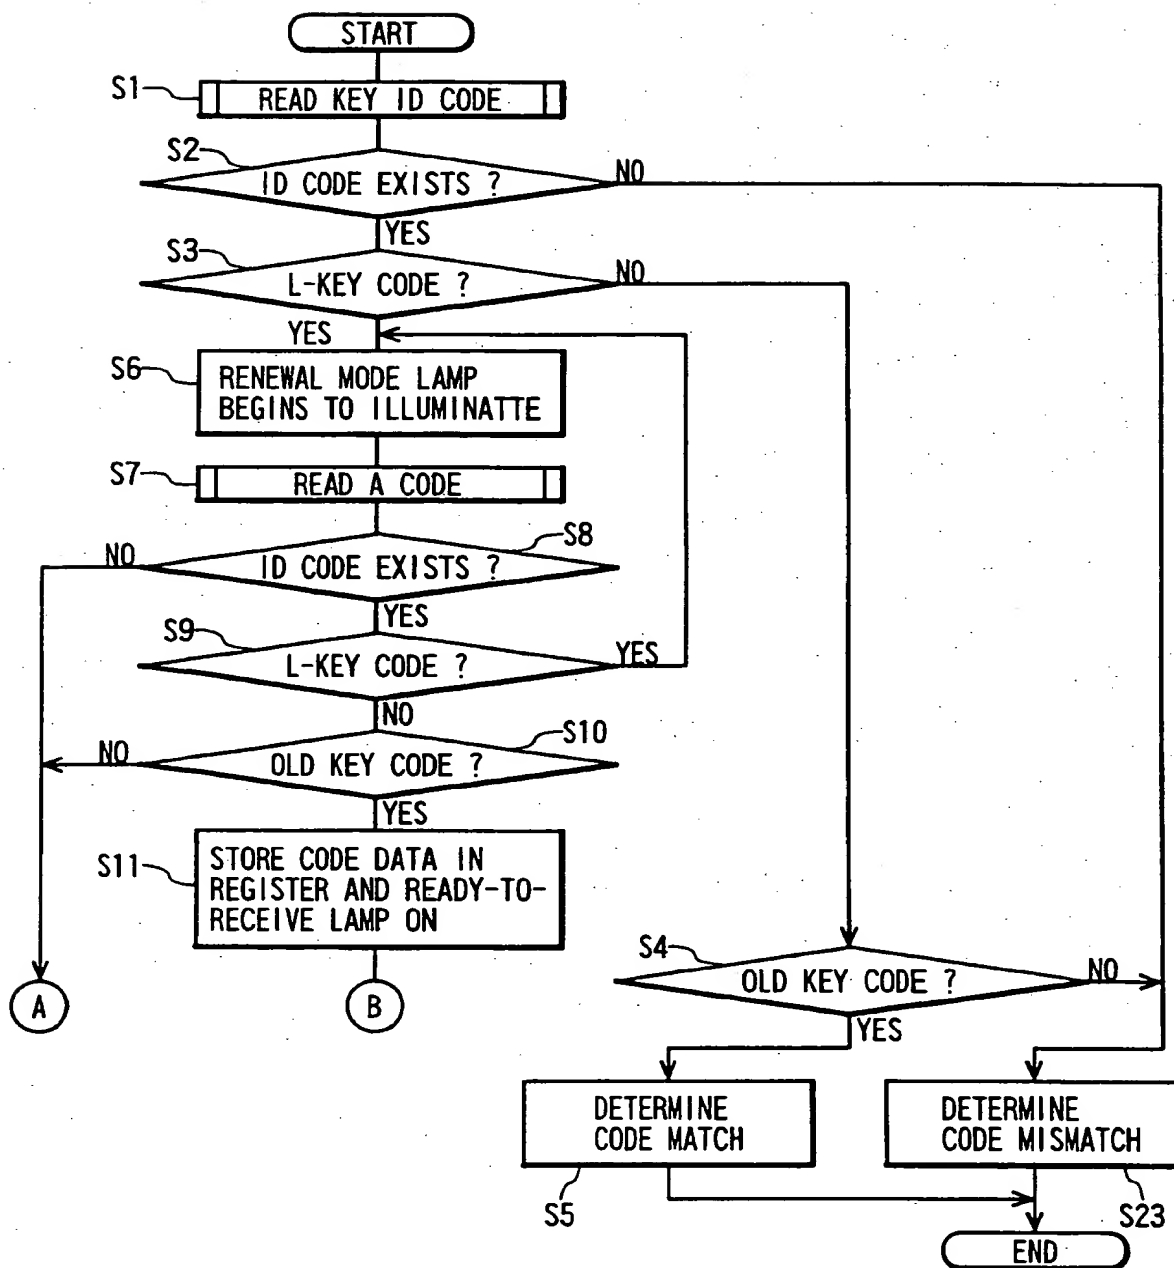 START
S1
READ KEY ID CODE
S2
ID CODE EXISTS ?
NO
YES
S3
L-KEY CODE ?
NO
YES
S6
RENEWAL MODE LAMP
BEGINS TO ILLUMINATTE
S7
READ A CODE
S8
NO
ID CODE EXISTS ?
YES
S9
L-KEY CODE ?
YES
NO
S10
NO
OLD KEY CODE ?
YES
S11
STORE CODE DATA IN
REGISTER AND READY-TO-
RECEIVE LAMP ON
S4
OLD KEY CODE ?
NO
A
B
YES
DETERMINE
CODE MATCH
DETERMINE
CODE MISMATCH
S5
S23
END